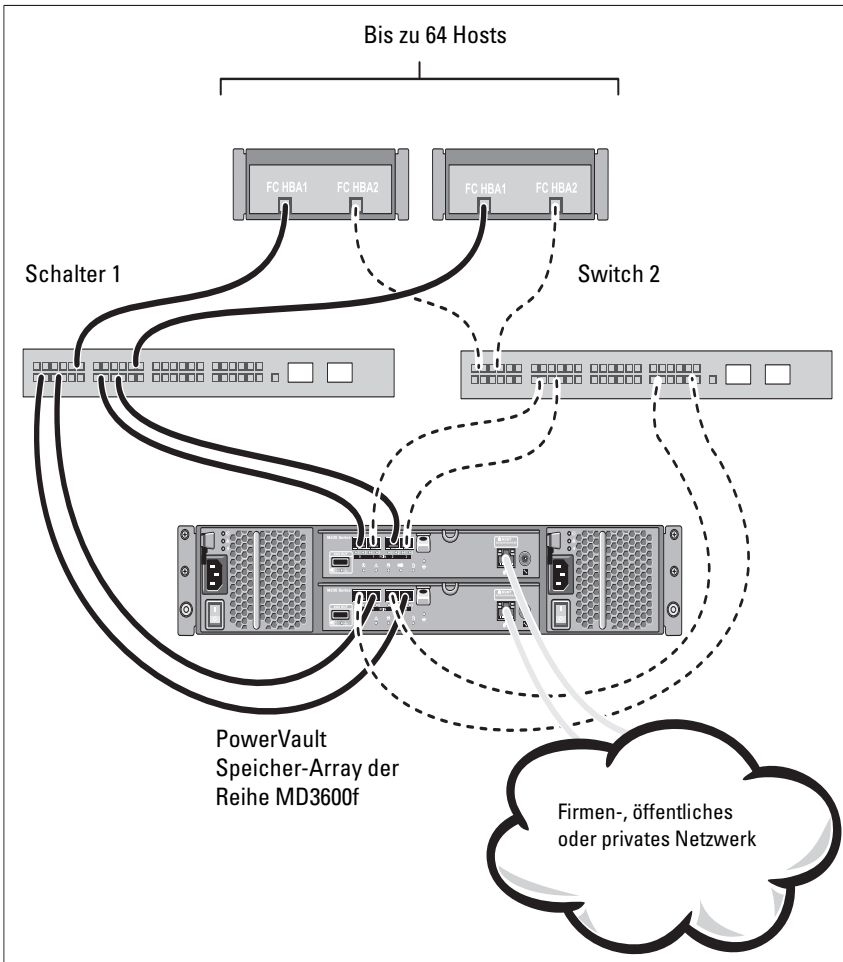 Bis zu 64 Hosts
FC HBA1
FC HBA2
FC HBA1
FC HBA2
Schalter 1
Switch 2
PowerVault
Speicher-Array der
Reihe MD3600f
Firmen-, öffentliches
oder privates Netzwerk